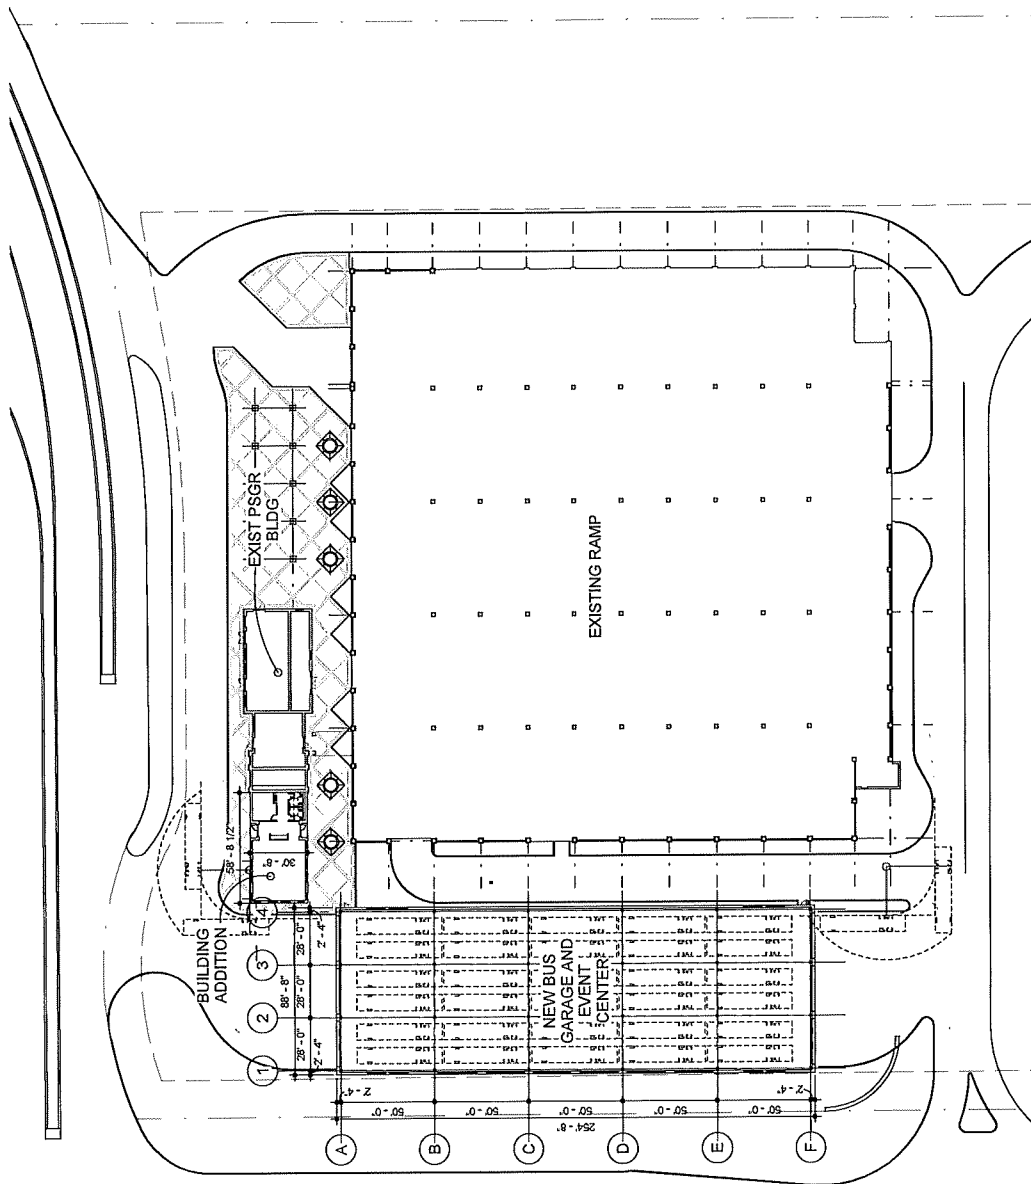 EXIST PSGR
BLDG
EXISTING RAMP
58' - 8 1/2"
30' - 8"
BUILDING
ADDITION
4
3
2
1
2' - 4"
28' - 0"
28' - 0"
28' - 0"
88' - 8"
2' - 4"
NEW BUS
GARAGE AND
EVENT
CENTER
2' - 4"
50' - 0"
50' - 0"
50' - 0"
50' - 0"
50' - 0"
2' - 4"
254' - 8"
A
B
C
D
E
F